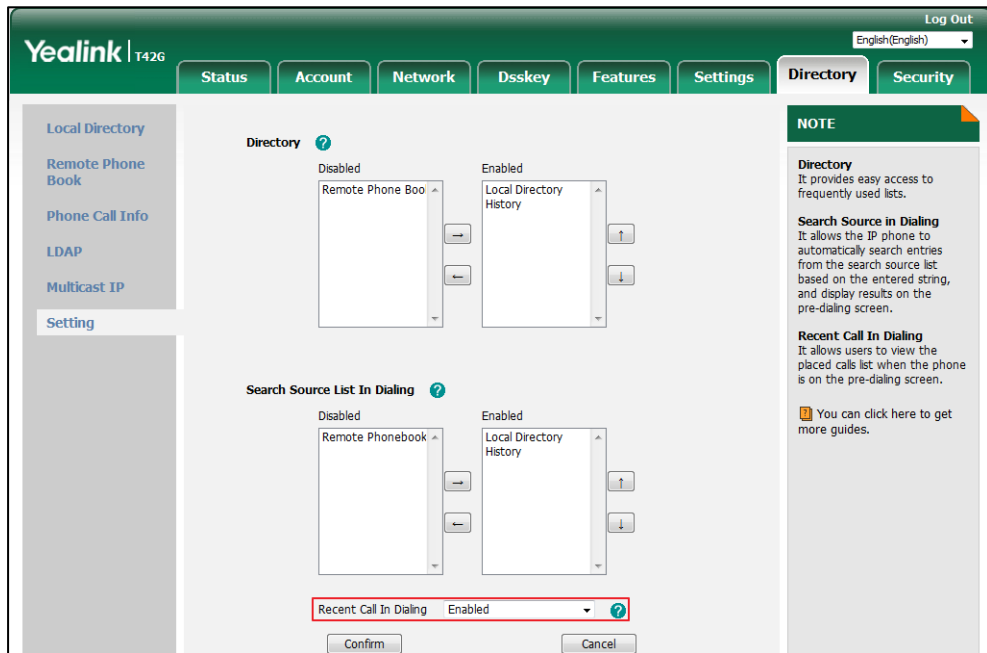 Log Out
Yealink T42G
English(English)
Status Account Network Dsskey Features Settings Directory Security
Local Directory
Remote Phone
Book
Phone Call Info
LDAP
Multicast IP
Setting
Directory ?
Disabled Enabled
Remote Phone Boo Local Directory
History
→ ↑
← ↓
Search Source List In Dialing ?
Disabled Enabled
Remote Phonebook Local Directory
History
→ ↑
← ↓
Recent Call In Dialing Enabled ?
Confirm Cancel
NOTE
Directory
It provides easy access to
frequently used lists.
Search Source in Dialing
It allows the IP phone to
automatically search entries
from the search source list
based on the entered string,
and display results on the
pre-dialing screen.
Recent Call In Dialing
It allows users to view the
placed calls list when the phone
is on the pre-dialing screen.
? You can click here to get
more guides.